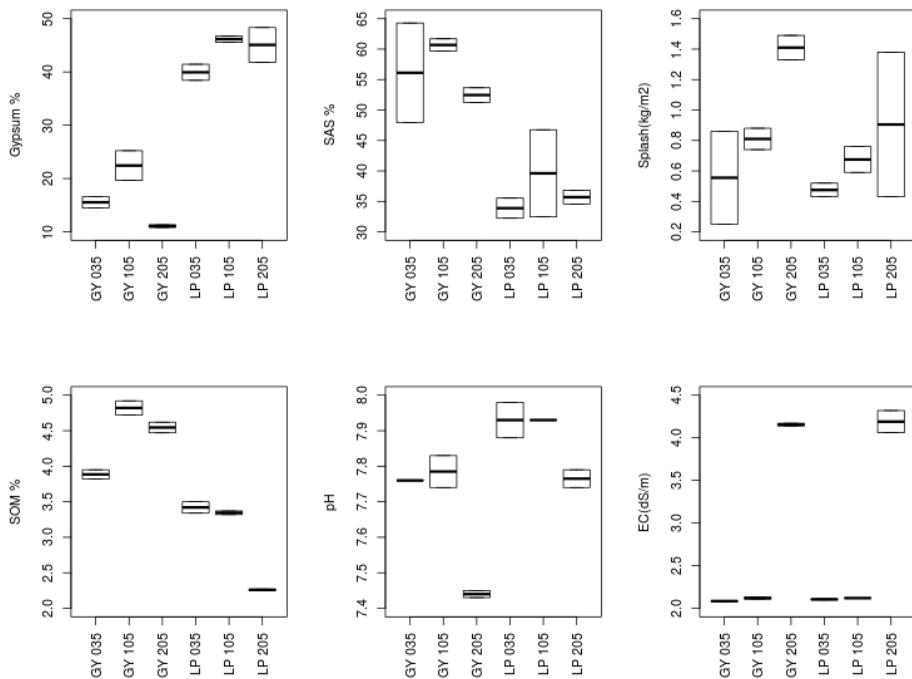 Gypsum %
50
40
30
20
10
GY 035
GY 105
GY 205
LP 035
LP 105
LP 205
SAS %
65
60
55
50
45
40
35
30
GY 035
GY 105
GY 205
LP 035
LP 105
LP 205
Splash(kg/m2)
1.6
1.4
1.2
1.0
0.8
0.6
0.4
0.2
GY 035
GY 105
GY 205
LP 035
LP 105
LP 205
SOM %
5.0
4.5
4.0
3.5
3.0
2.5
2.0
GY 035
GY 105
GY 205
LP 035
LP 105
LP 205
pH
8.0
7.9
7.8
7.7
7.6
7.5
7.4
GY 035
GY 105
GY 205
LP 035
LP 105
LP 205
EC(dS/m)
4.5
4.0
3.5
3.0
2.5
2.0
GY 035
GY 105
GY 205
LP 035
LP 105
LP 205